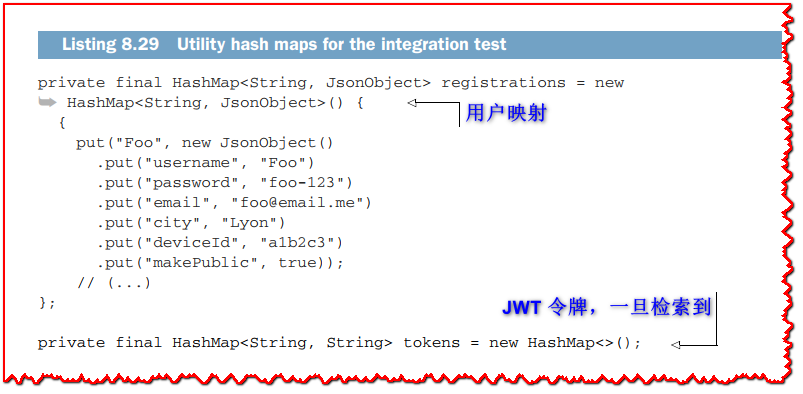 Listing 8.29 Utility hash maps for the integration test
private final HashMap<String, JsonObject> registrations = new
HashMap<String, JsonObject>() {
用户映射
{
put("Foo", new JsonObject()
.put("username", "Foo")
.put("password", "foo-123")
.put("email", "foo@email.me")
.put("city", "Lyon")
.put("deviceId", "a1b2c3")
.put("makePublic", true));
// (...)
};
JWT 令牌，一旦检索到
private final HashMap<String, String> tokens = new HashMap<>();